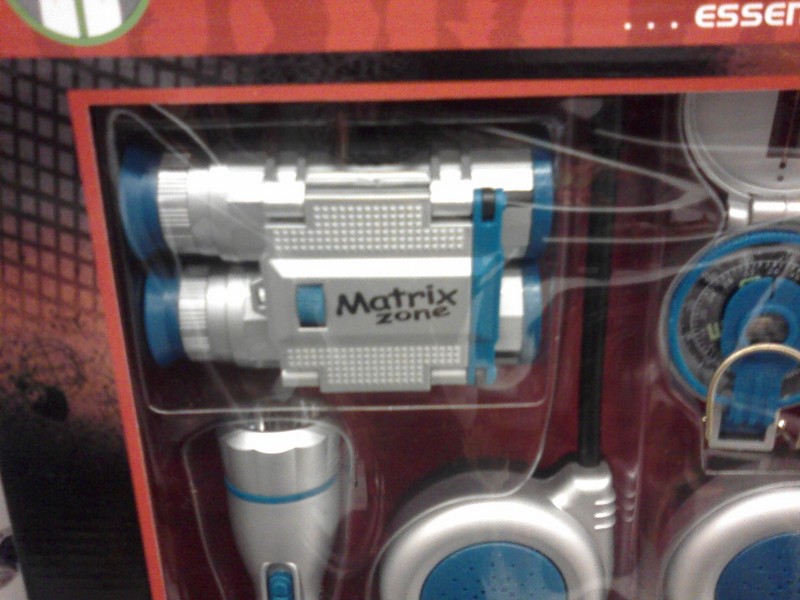 ... ESSEN
Matrix
zone
E